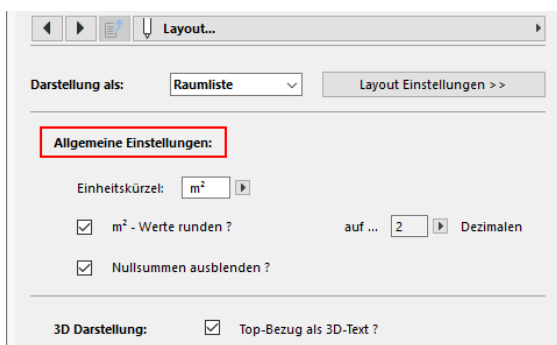 Layout...
Darstellung als: Raumliste Layout Einstellungen >>
Allgemeine Einstellungen:
Einheitskürzel: m²
m² - Werte runden ? auf ... 2 Dezimalen
Nullsummen ausblenden ?
3D Darstellung: Top-Bezug als 3D-Text ?